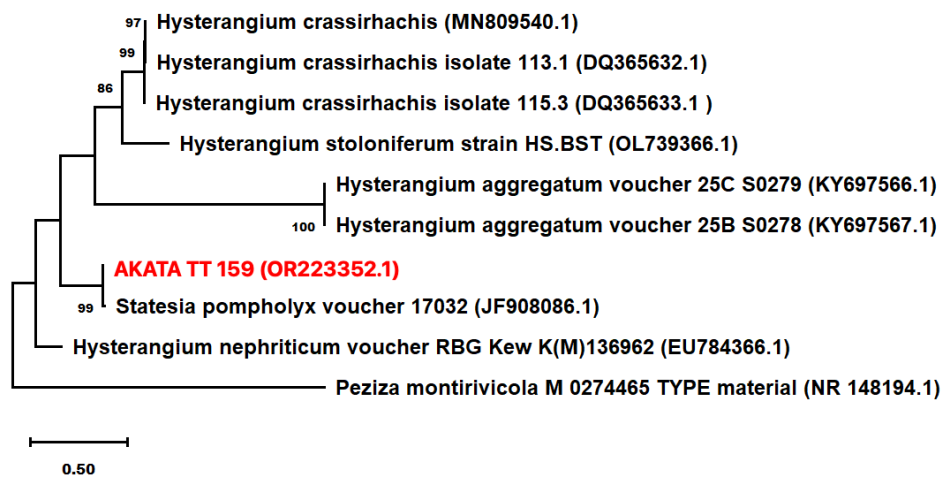 97 Hysterangium crassirhachis (MN809540.1)
99 Hysterangium crassirhachis isolate 113.1 (DQ365632.1)
Hysterangium crassirhachis isolate 115.3 (DQ365633.1 )
86
Hysterangium stoloniferum strain HS.BST (OL739366.1)
Hysterangium aggregatum voucher 25C S0279 (KY697566.1)
100 Hysterangium aggregatum voucher 25B S0278 (KY697567.1)
AKATA TT 159 (OR223352.1)
99 Statesia pompholyx voucher 17032 (JF908086.1)
Hysterangium nephriticum voucher RBG Kew K(M)136962 (EU784366.1)
Peziza montirivicola M 0274465 TYPE material (NR 148194.1)
0.50